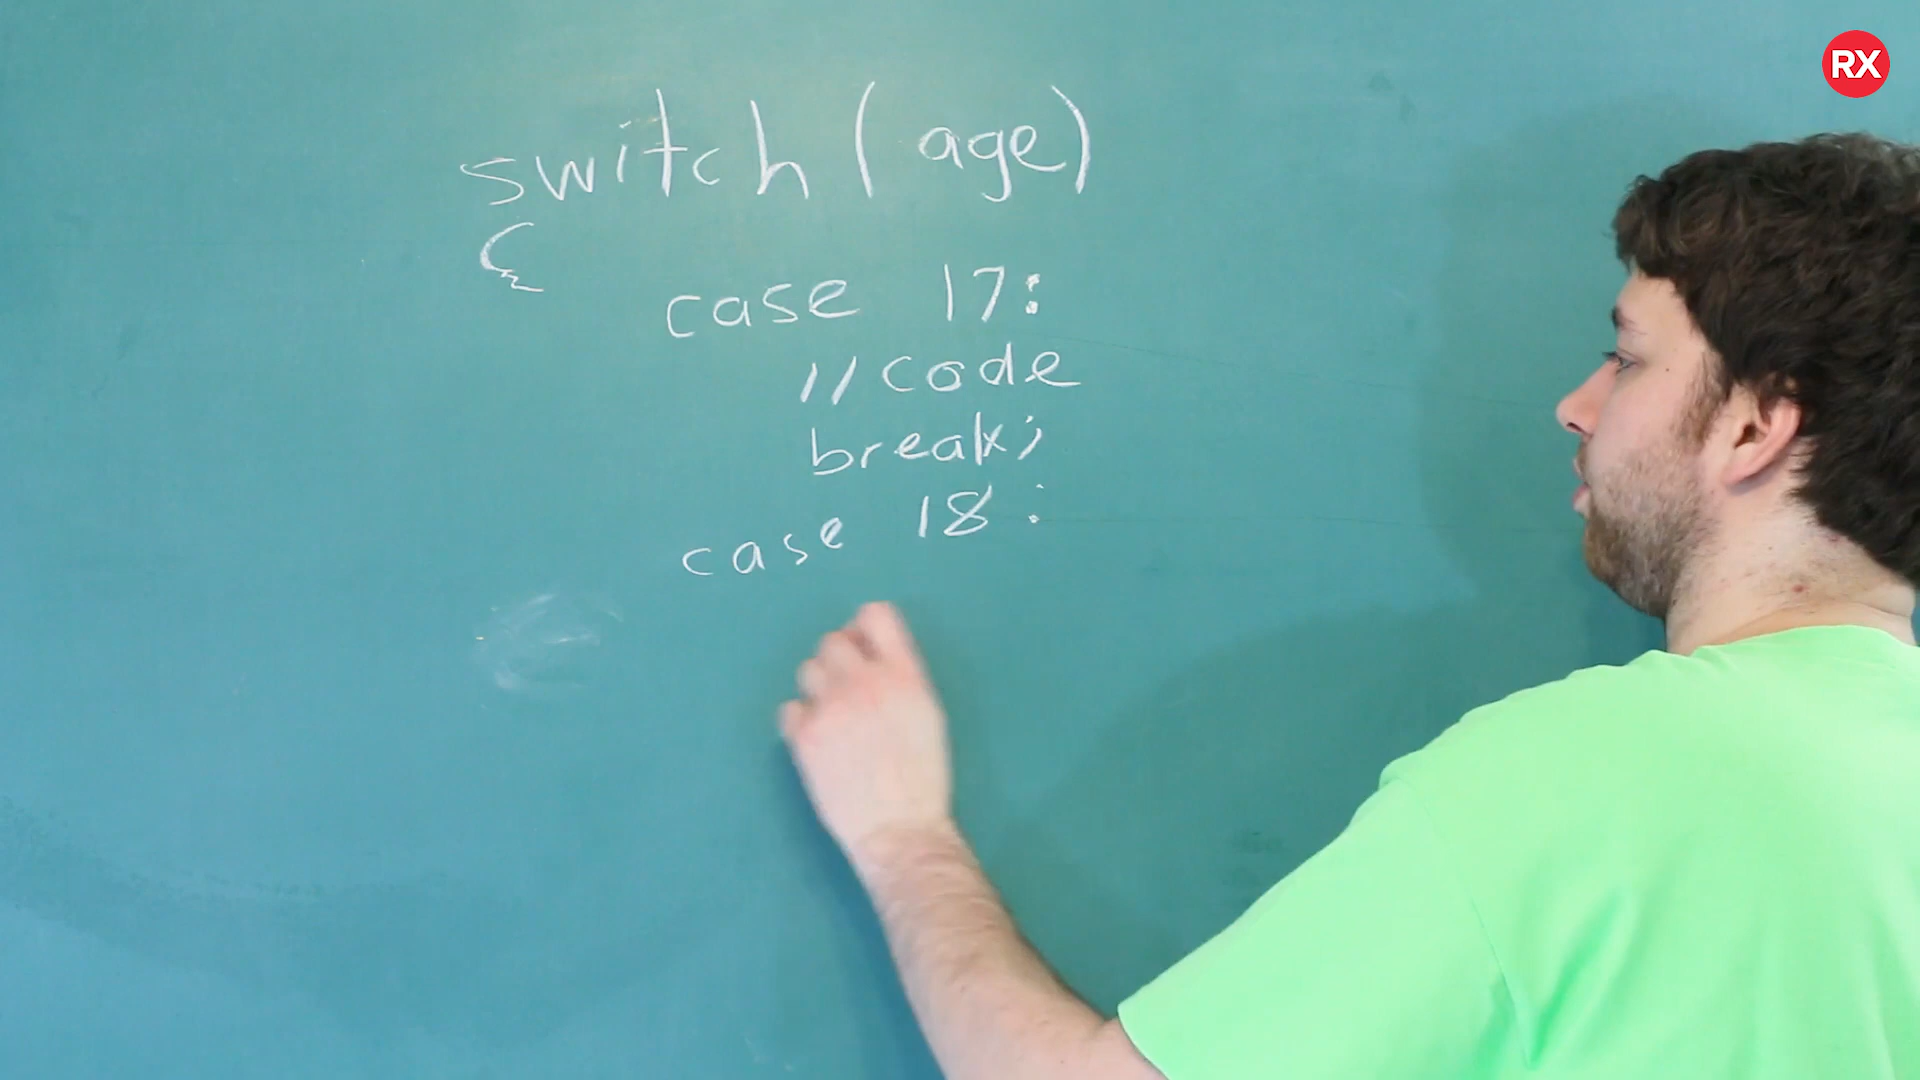 RX
switch ( age)
{
case 17:
//code
break;
case 18: